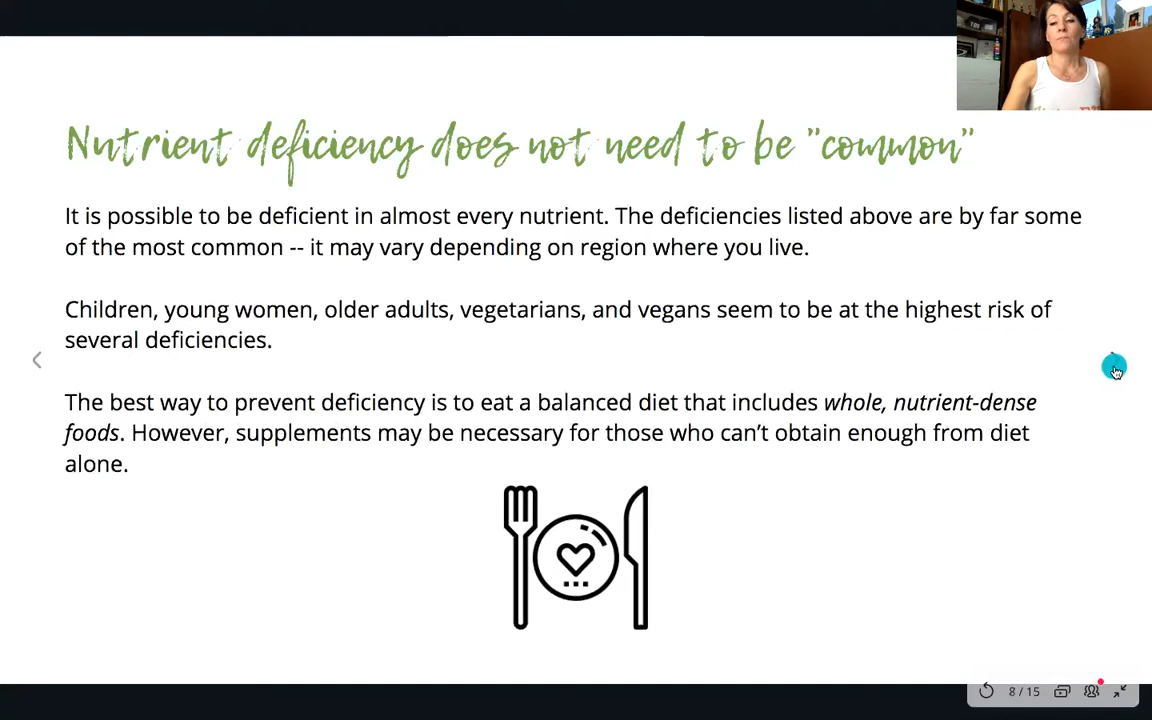 Nutrient deficiency does not need to be "common"
It is possible to be deficient in almost every nutrient. The deficiencies listed above are by far some
of the most common -- it may vary depending on region where you live.
Children, young women, older adults, vegetarians, and vegans seem to be at the highest risk of
several deficiencies.
The best way to prevent deficiency is to eat a balanced diet that includes whole, nutrient-dense
foods. However, supplements may be necessary for those who can't obtain enough from diet
alone.
8 / 15